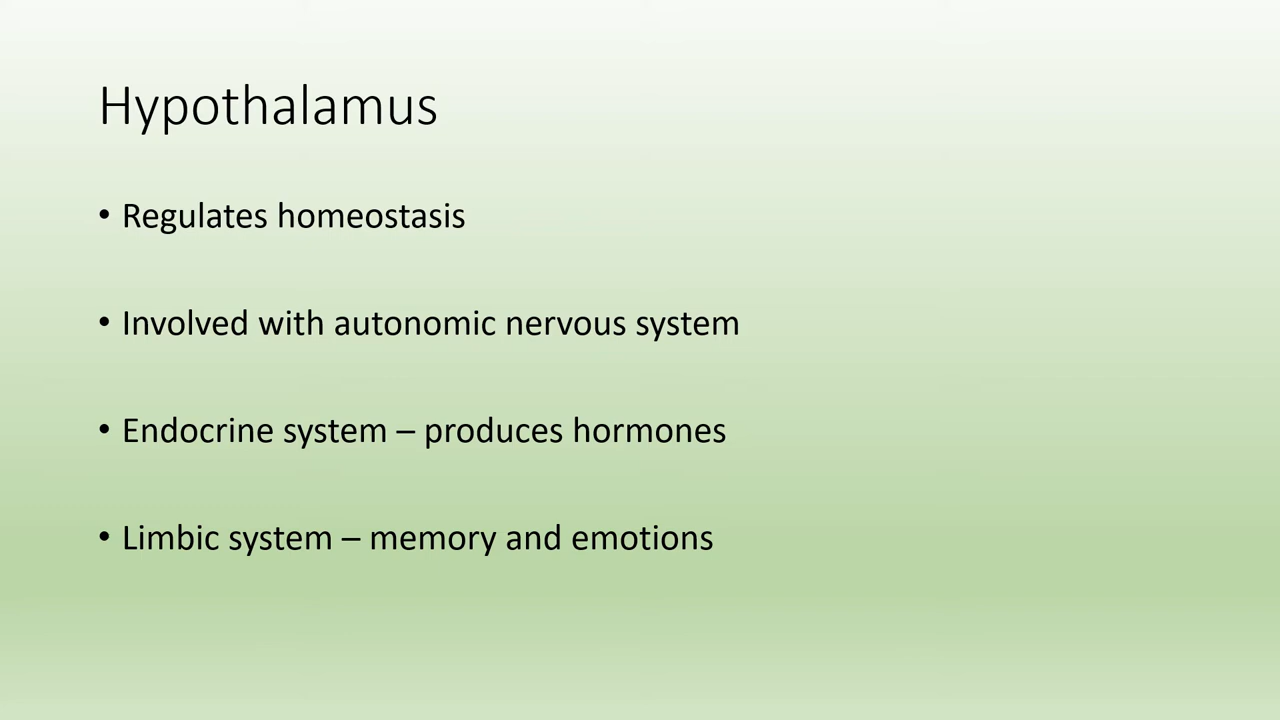 Hypothalamus
• Regulates homeostasis
• Involved with autonomic nervous system
• Endocrine system – produces hormones
• Limbic system – memory and emotions